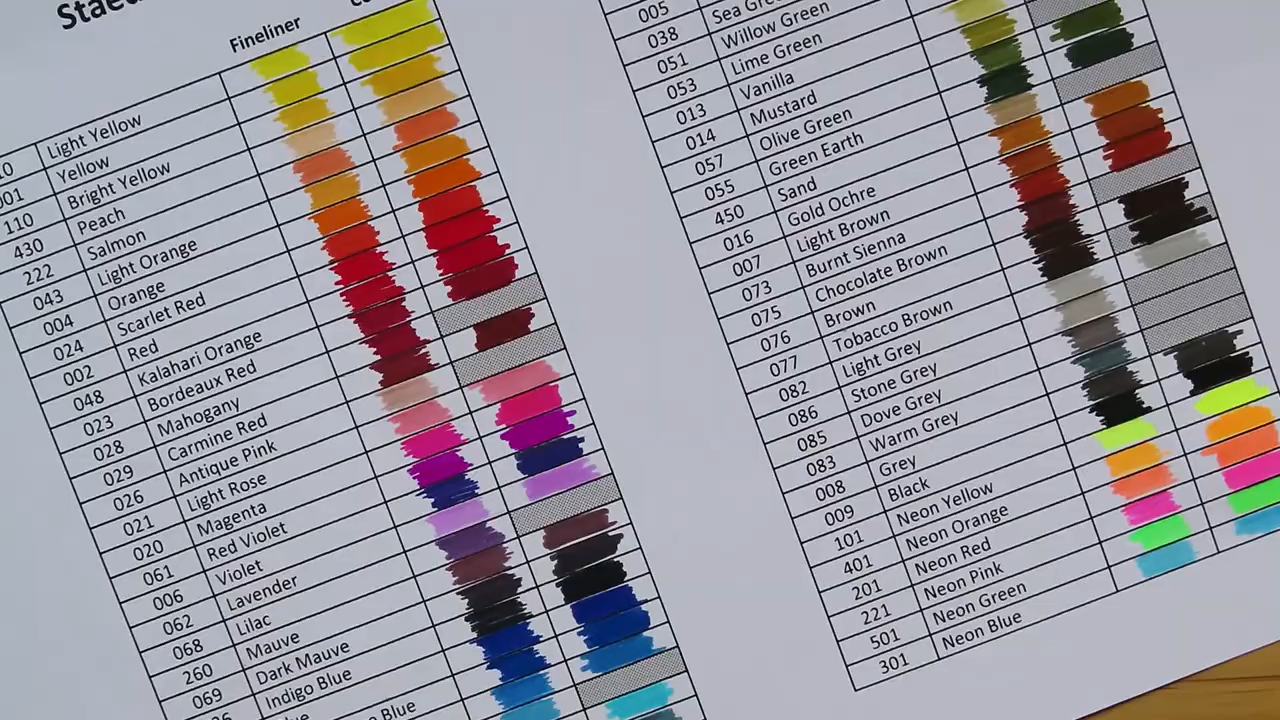 Fineliner
Light Yellow
Yellow
110 Bright Yellow
430 Peach
222 Salmon
043 Light Orange
004 Orange
024 Scarlet Red
002 Red
048 Kalahari Orange
023 Bordeaux Red
028 Mahogany
029 Carmine Red
026 Antique Pink
021 Light Rose
020 Magenta
061 Red Violet
006 Violet
062 Lavender
068 Lilac
260 Mauve
069 Dark Mauve
Indigo Blue
Blue
005
038 Sea
051 Willow Green
053 Lime Green
013 Vanilla
014 Mustard
057 Olive Green
055 Green Earth
450 Sand
016 Gold Ochre
007 Light Brown
073 Burnt Sienna
075 Chocolate Brown
076 Brown
077 Tobacco Brown
082 Light Grey
086 Stone Grey
085 Dove Grey
083 Warm Grey
008 Grey
009 Black
101 Neon Yellow
401 Neon Orange
201 Neon Red
221 Neon Pink
501 Neon Green
301 Neon Blue